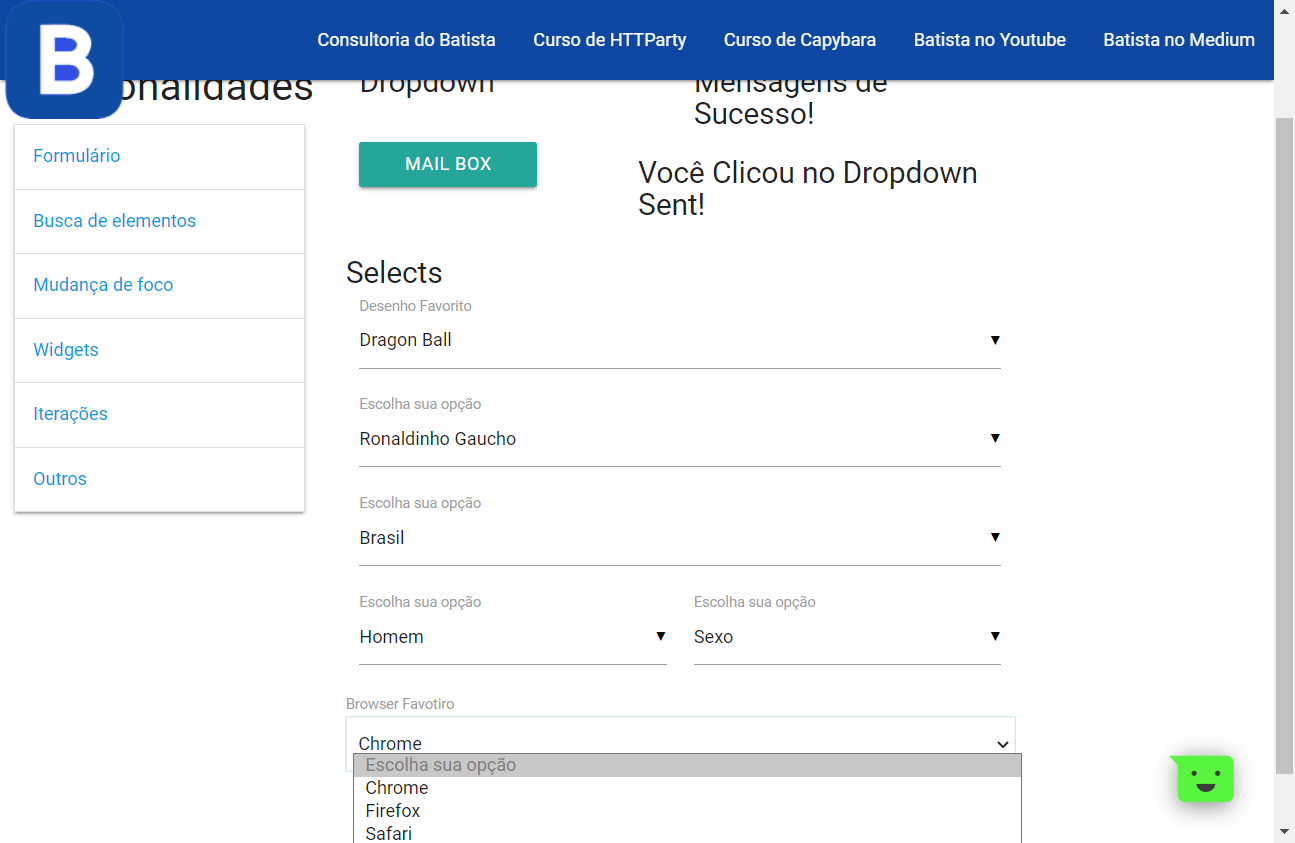 B
Consultoria do Batista
Curso de HTTParty
Curso de Capybara
Batista no Youtube
Batista no Medium
Formulário
Busca de elementos
Mudança de foco
Widgets
Iterações
Outros
Dropdown
MAIL BOX
Mensagens de
Sucesso!
Você Clicou no Dropdown
Sent!
Selects
Desenho Favorito
Dragon Ball
Escolha sua opção
Ronaldinho Gaucho
Escolha sua opção
Brasil
Escolha sua opção
Homem
Escolha sua opção
Sexo
Browser Favotiro
Chrome
Escolha sua opção
Chrome
Firefox
Safari